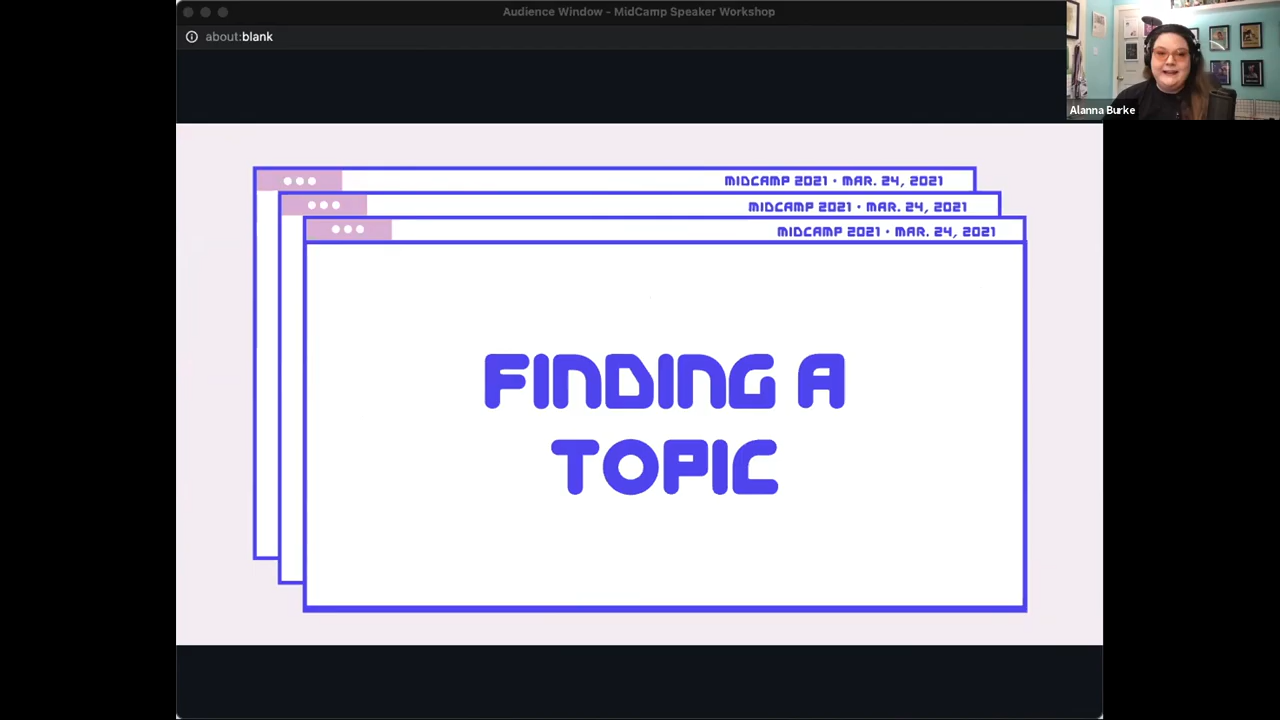 Audience Window - MidCamp Speaker Workshop
about:blank
Alanna Burke
MIDCAMP 2021 • MAR. 24, 2021
MIDCAMP 2021 • MAR. 24, 2021
MIDCAMP 2021 • MAR. 24, 2021
FINDING A
TOPIC